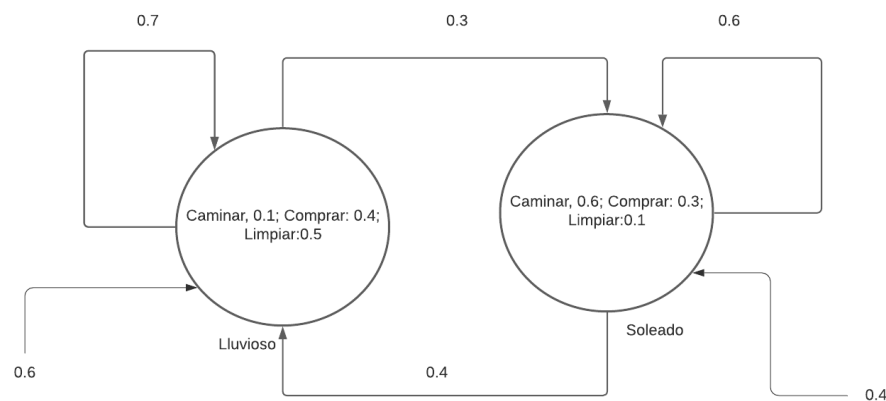 0.7
0.3
0.6
Caminar, 0.1; Comprar: 0.4;
Limpiar:0.5
Caminar, 0.6; Comprar: 0.3;
Limpiar:0.1
Lluvioso
Soleado
0.6
0.4
0.4